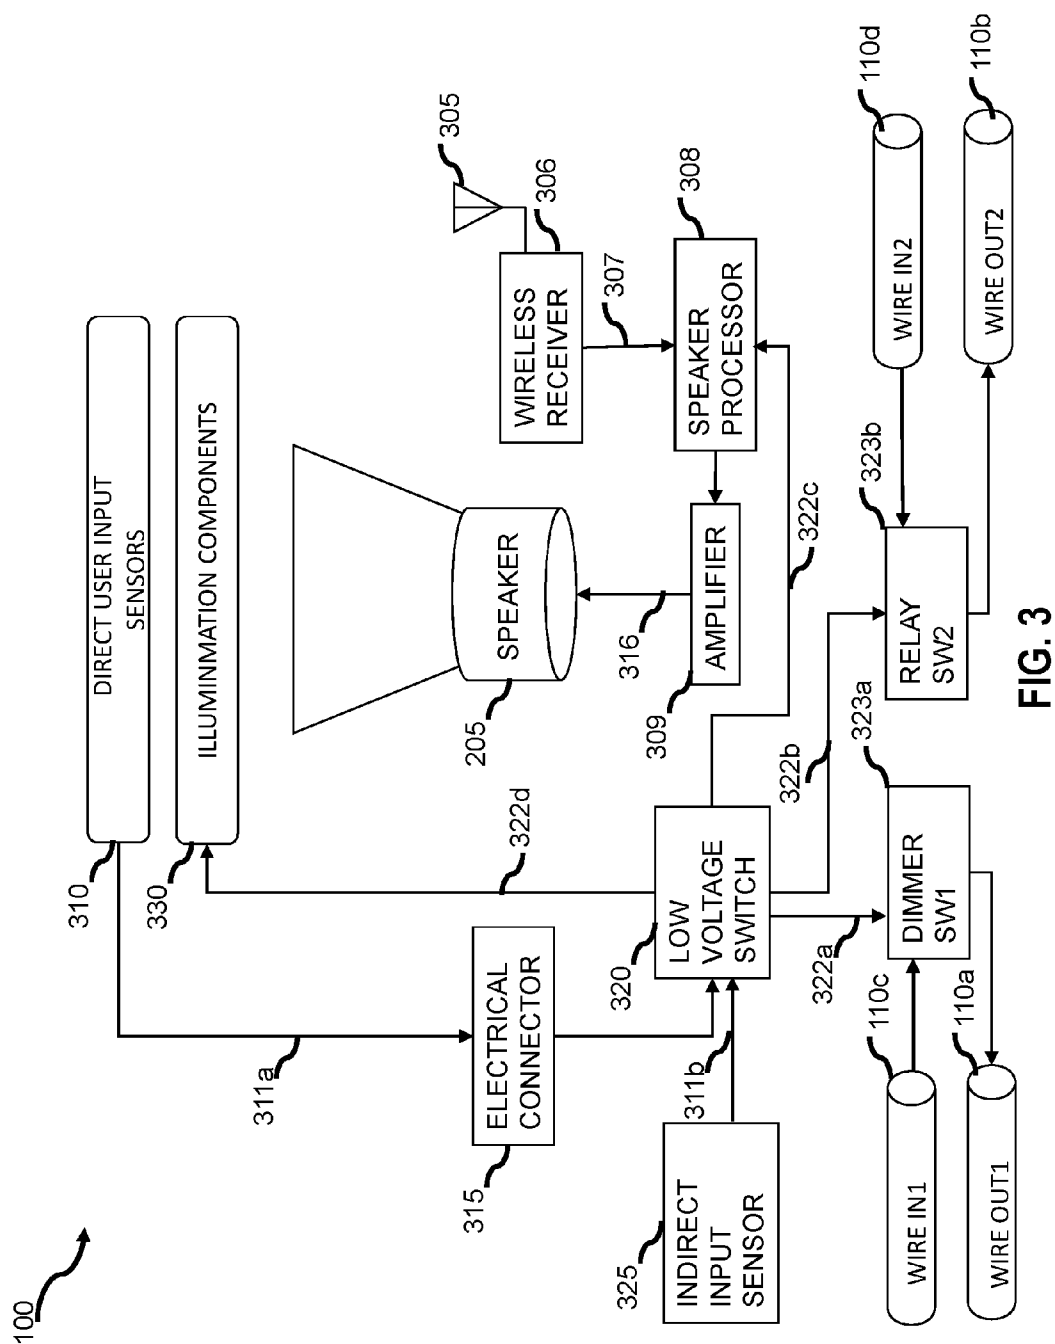 100
310
DIRECT USER INPUT
SENSORS
330
ILLUMINMATION COMPONENTS
311a
322d
315
ELECTRICAL
CONNECTOR
205
SPEAKER
305
306
WIRELESS
RECEIVER
307
316
308
SPEAKER
PROCESSOR
309
AMPLIFIER
325
INDIRECT
INPUT
SENSOR
311b
320
LOW
VOLTAGE
SWITCH
322c
322a
322b
323a
323b
110c
110d
WIRE IN1
DIMMER
SW1
RELAY
SW2
WIRE IN2
110a
110b
WIRE OUT1
WIRE OUT2
FIG. 3